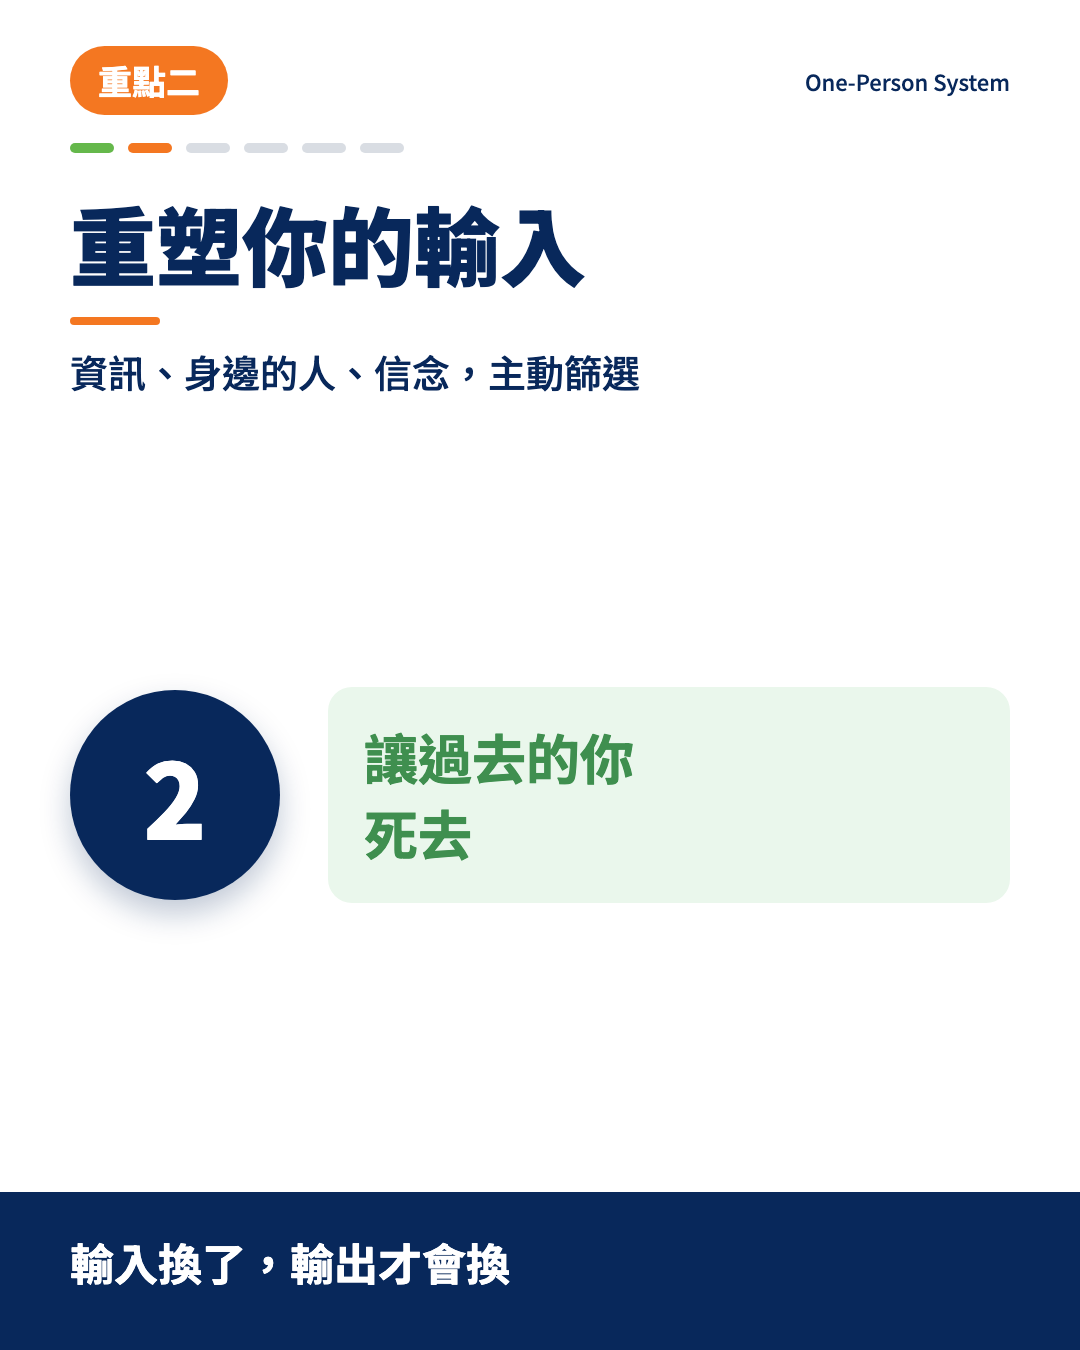 重點二
One-Person System
重塑你的輸入
資訊、身邊的人、信念，主動篩選
2
讓過去的你
死去
輸入換了，輸出才會換